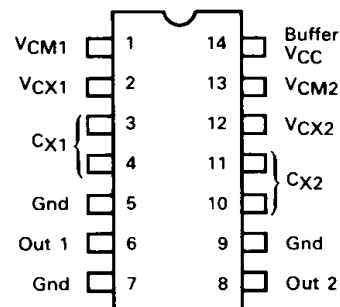 VCM1 1 14 Buffer VCC
VCX1 2 13 VCM2
CX1 3 12 VCX2
4 11 CX2
Gnd 5 10
Out 1 6 9 Gnd
Gnd 7 8 Out 2